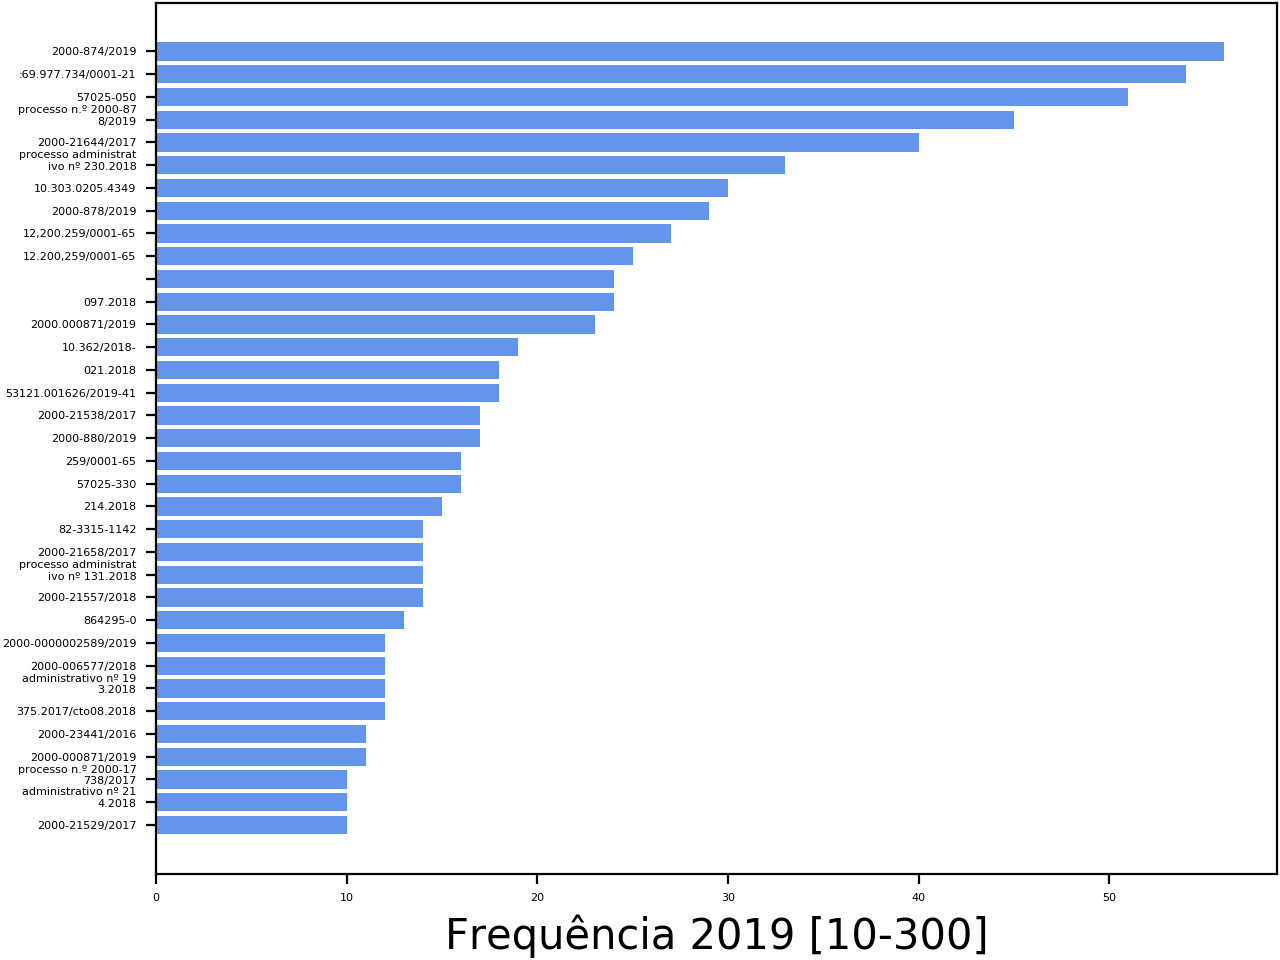 2000-874/2019
:69.977.734/0001-21
57025-050
processo n.º 2000-87
8/2019
2000-21644/2017
processo administrat
ivo nº 230.2018
10.303.0205.4349
2000-878/2019
12,200.259/0001-65
12.200,259/0001-65
097.2018
2000.000871/2019
10.362/2018-
021.2018
53121.001626/2019-41
2000-21538/2017
2000-880/2019
259/0001-65
57025-330
214.2018
82-3315-1142
2000-21658/2017
processo administrat
ivo nº 131.2018
2000-21557/2018
864295-0
2000-0000002589/2019
2000-006577/2018
administrativo nº 19
3.2018
375.2017/cto08.2018
2000-23441/2016
2000-000871/2019
processo n.º 2000-17
738/2017
administrativo nº 21
4.2018
2000-21529/2017
0 10 20 30 40 50
Frequência 2019 [10-300]